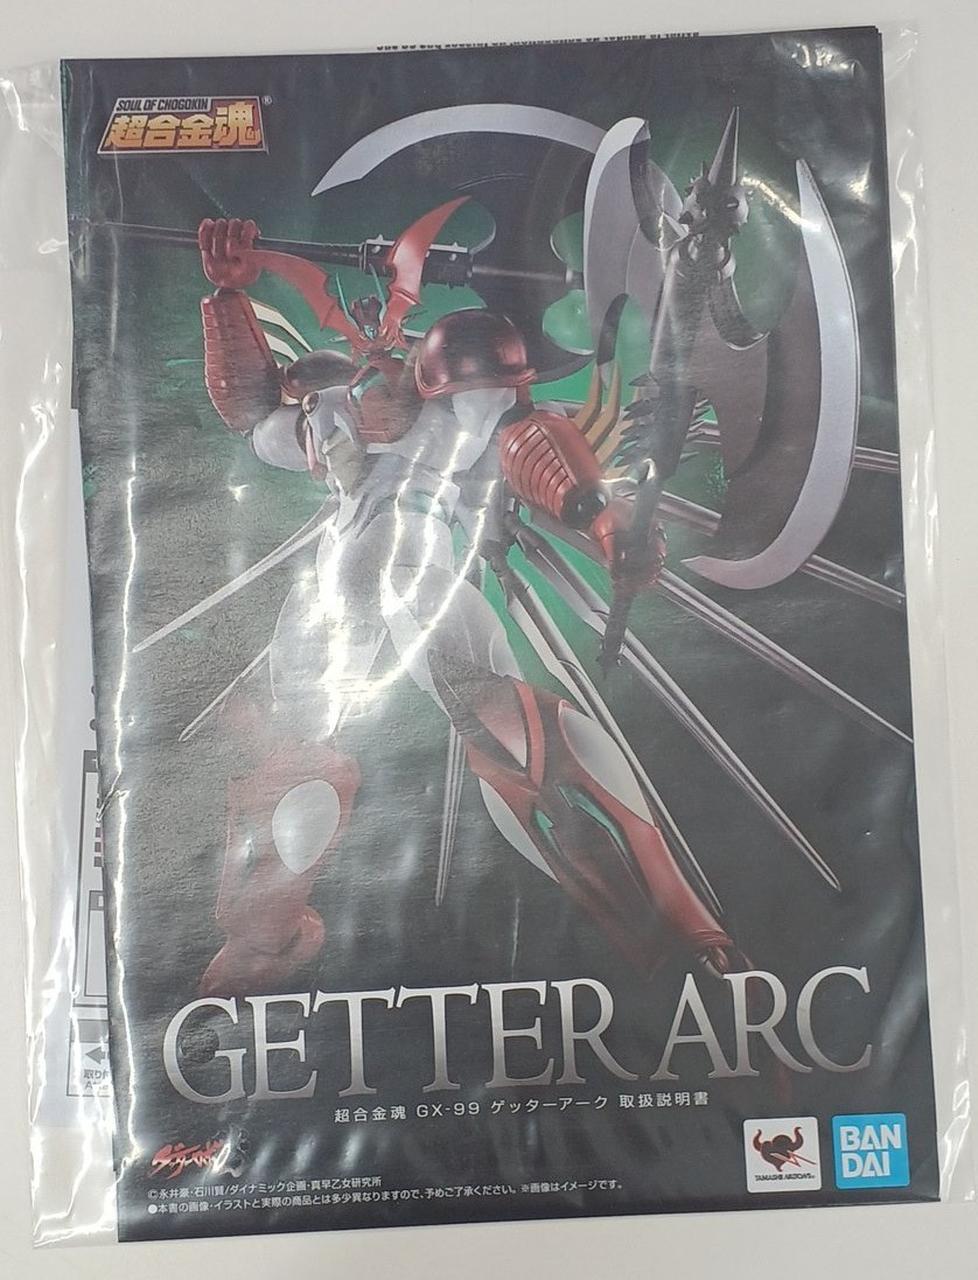 SOUL OF CHOGOKIN
超合金魂®
GETTER ARC
超合金魂 GX-99 ゲッターアーク 取扱説明書
TAMASHII NATIONS
BAN
DAI
©永井豪・石川賢/ダイナミック企画・真早乙女研究所
●本書の画像・イラストと実際の商品とは多少異なりますので、予めご了承ください。※画像はイメージです。